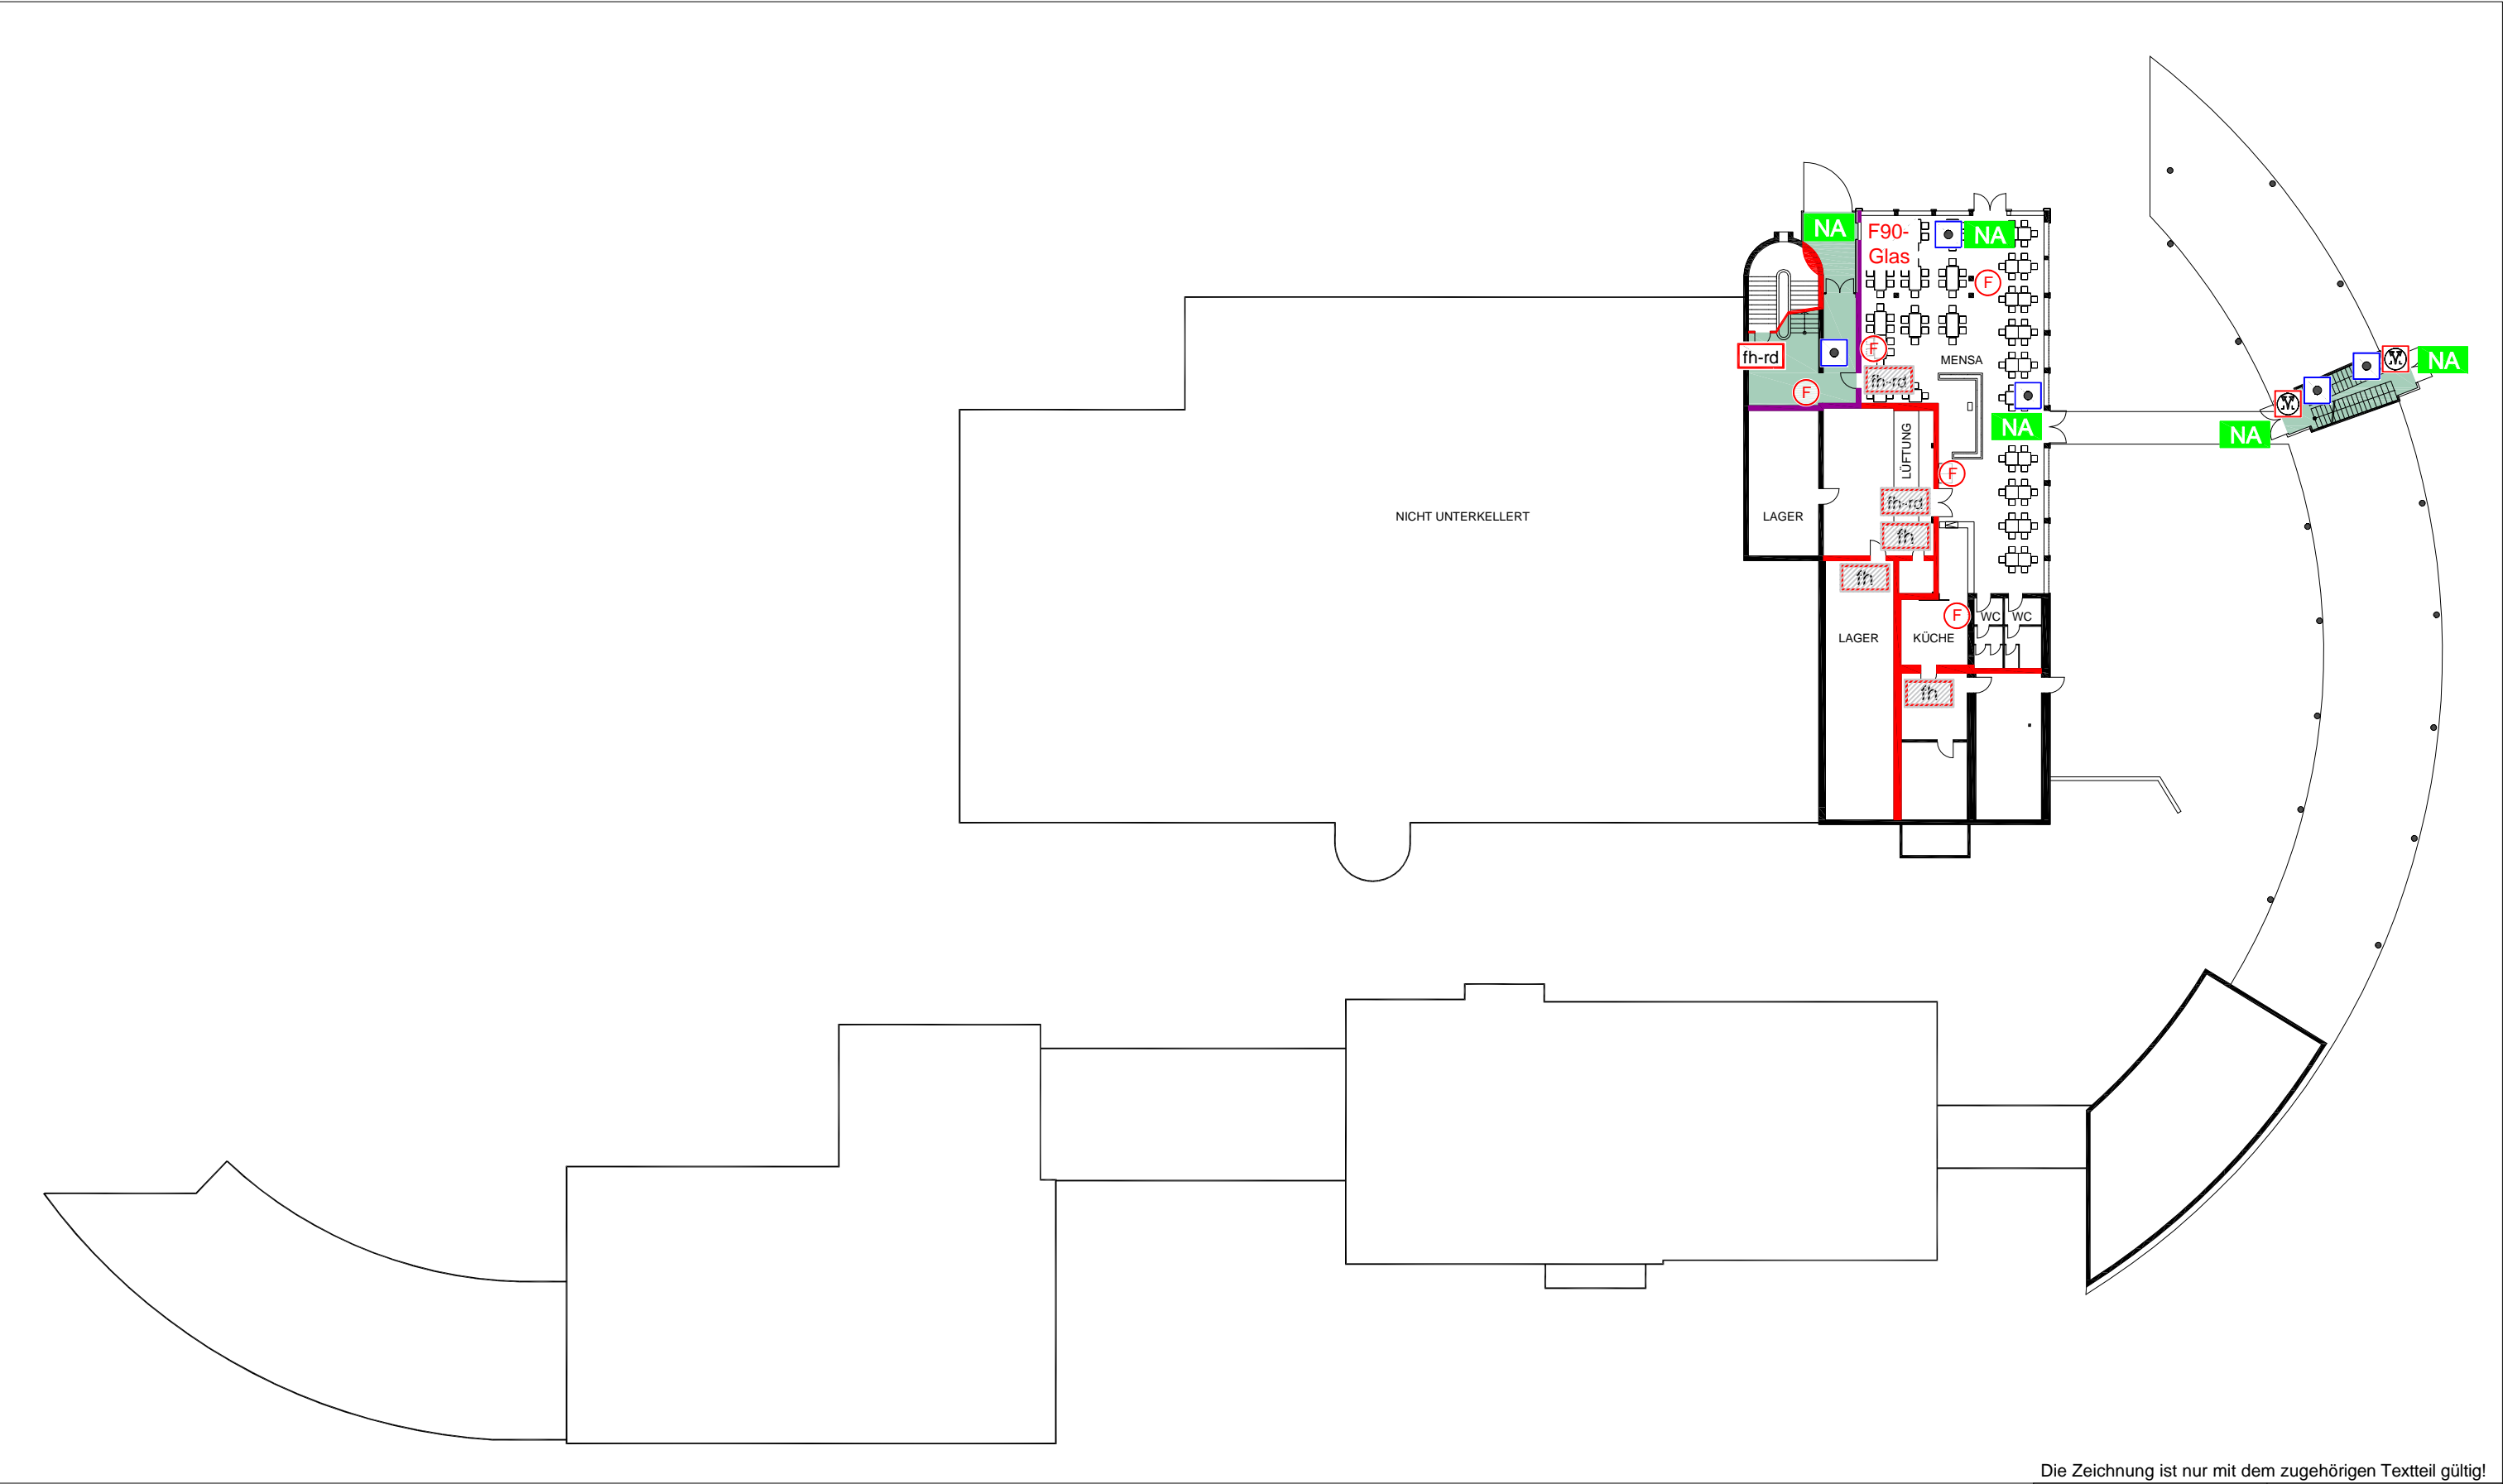 NA
F90-
Glas
NA
F
fh-rd
F
MENSA
NA
fh-rd
F
NA
NA
LÜFTUNG
F
fh-rd
NICHT UNTERKELLERT
LAGER
fh
fh
F
WC
WC
LAGER
KÜCHE
fh
Die Zeichnung ist nur mit dem zugehörigen Textteil gültig!